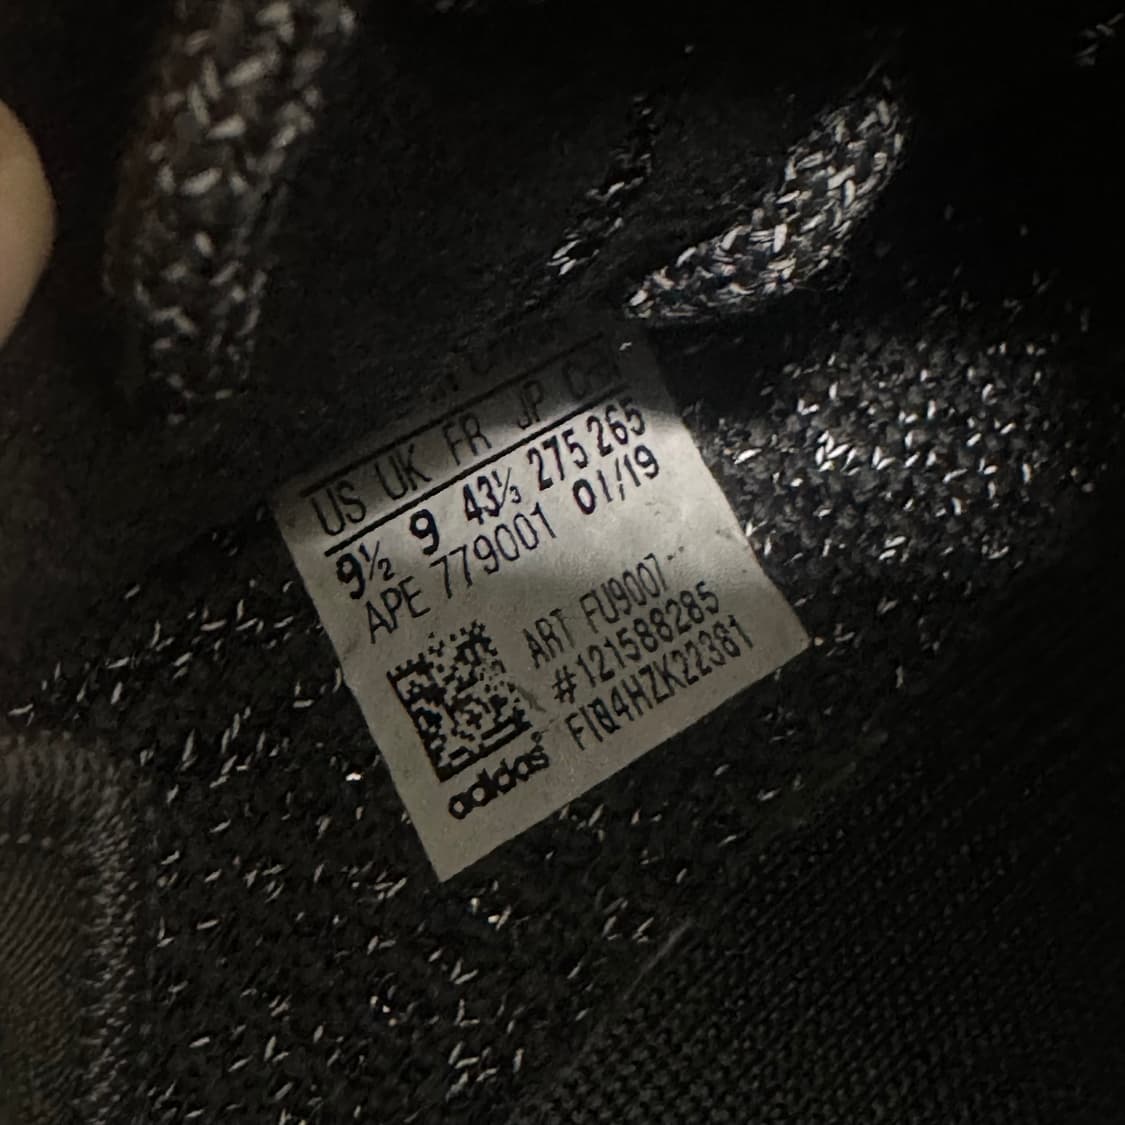 US UK FR JP CHN
9½ 9 43⅓ 275 265
APE 779001 01/19
ART FU9007
#121588285
adidas